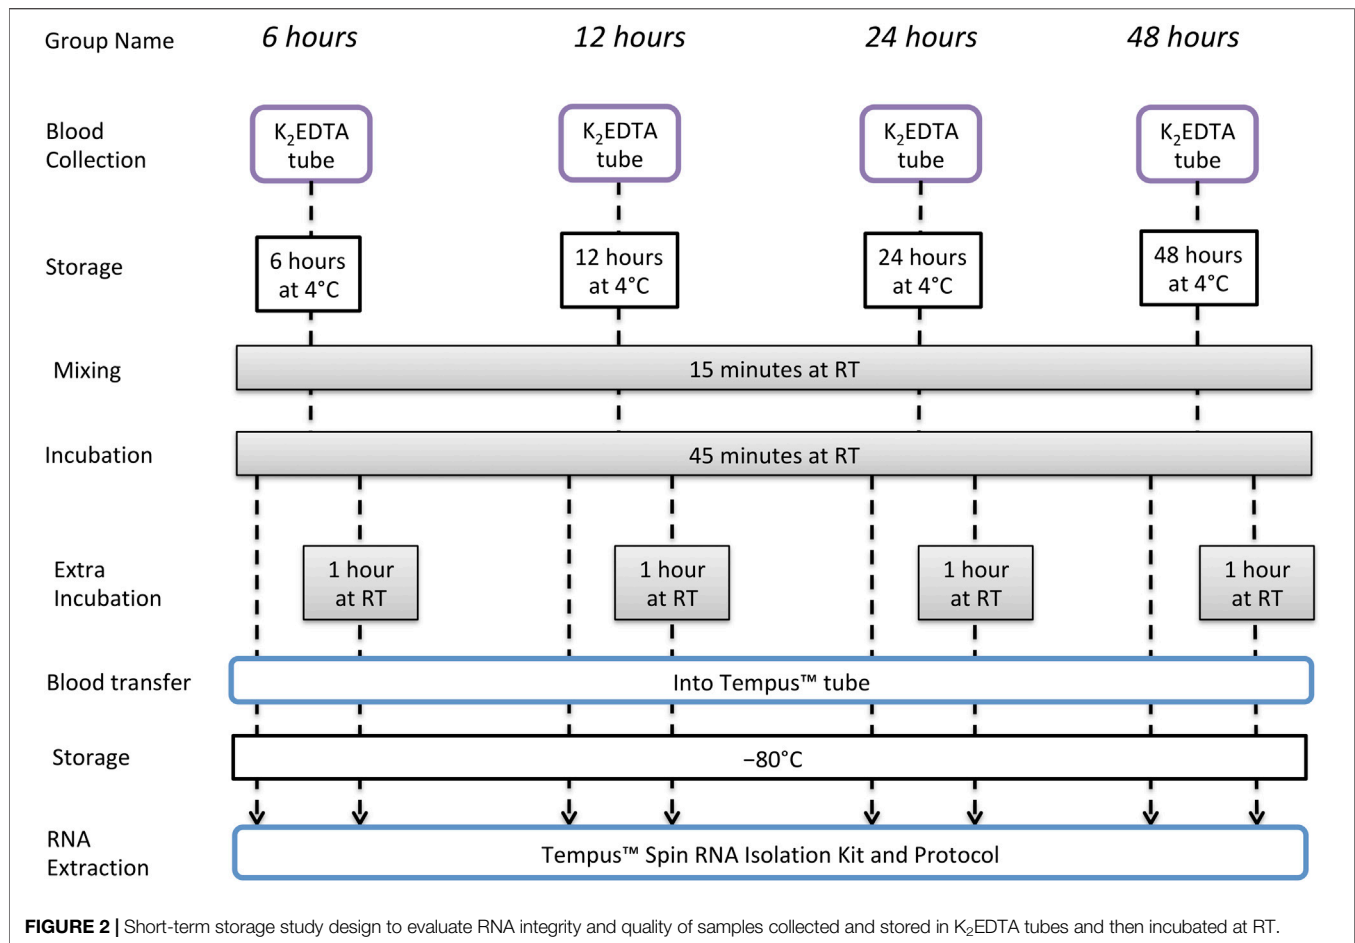 Group Name 6 hours 12 hours 24 hours 48 hours
Blood
Collection
K₂EDTA
tube
K₂EDTA
tube
K₂EDTA
tube
K₂EDTA
tube
Storage
6 hours
at 4°C
12 hours
at 4°C
24 hours
at 4°C
48 hours
at 4°C
Mixing
15 minutes at RT
Incubation
45 minutes at RT
Extra
Incubation
1 hour
at RT
1 hour
at RT
1 hour
at RT
1 hour
at RT
Blood transfer
Into Tempus™ tube
Storage
−80°C
RNA
Extraction
Tempus™ Spin RNA Isolation Kit and Protocol
FIGURE 2 | Short-term storage study design to evaluate RNA integrity and quality of samples collected and stored in K₂EDTA tubes and then incubated at RT.